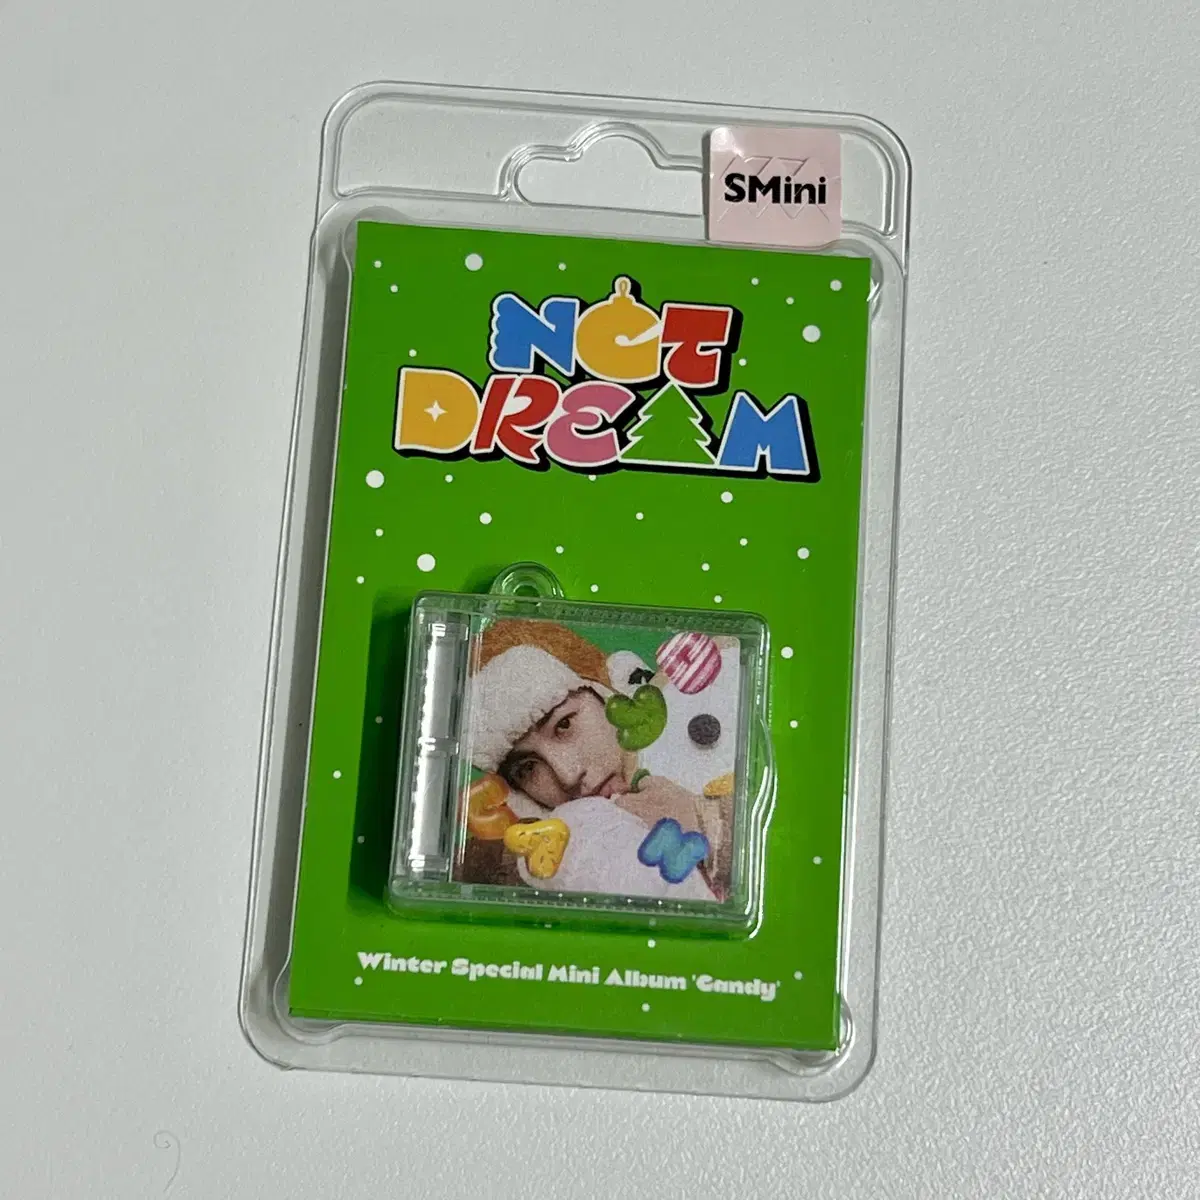 SMini
NCT
DREAM
Winter Special Mini Album 'Candy'